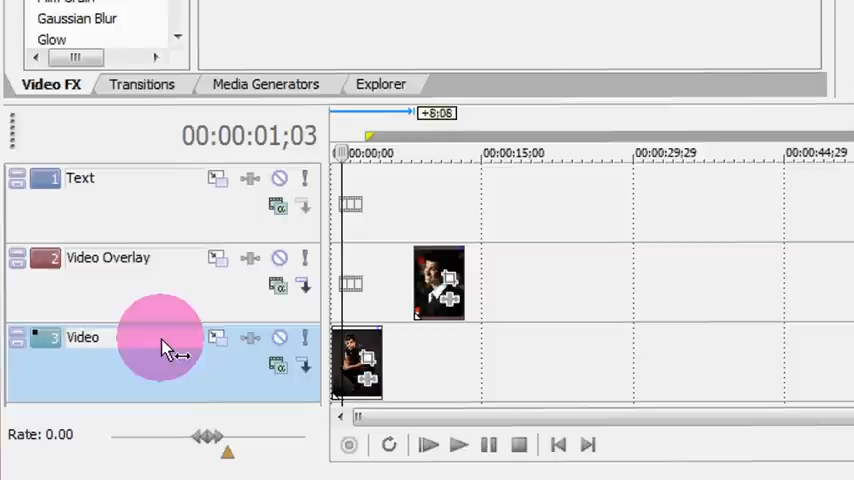 Film Grain
Gaussian Blur
Glow
Video FX Transitions Media Generators Explorer
+8;08
00:00:01;03
00:00:00;00 00:00:15;00 00:00:29;29 00:00:44;29
1 Text
2 Video Overlay
3 Video
Rate: 0.00